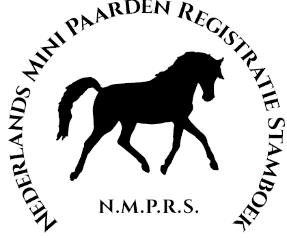 Nederlands Mini Paarden Registratie Stamboek
N.M.P.R.S.